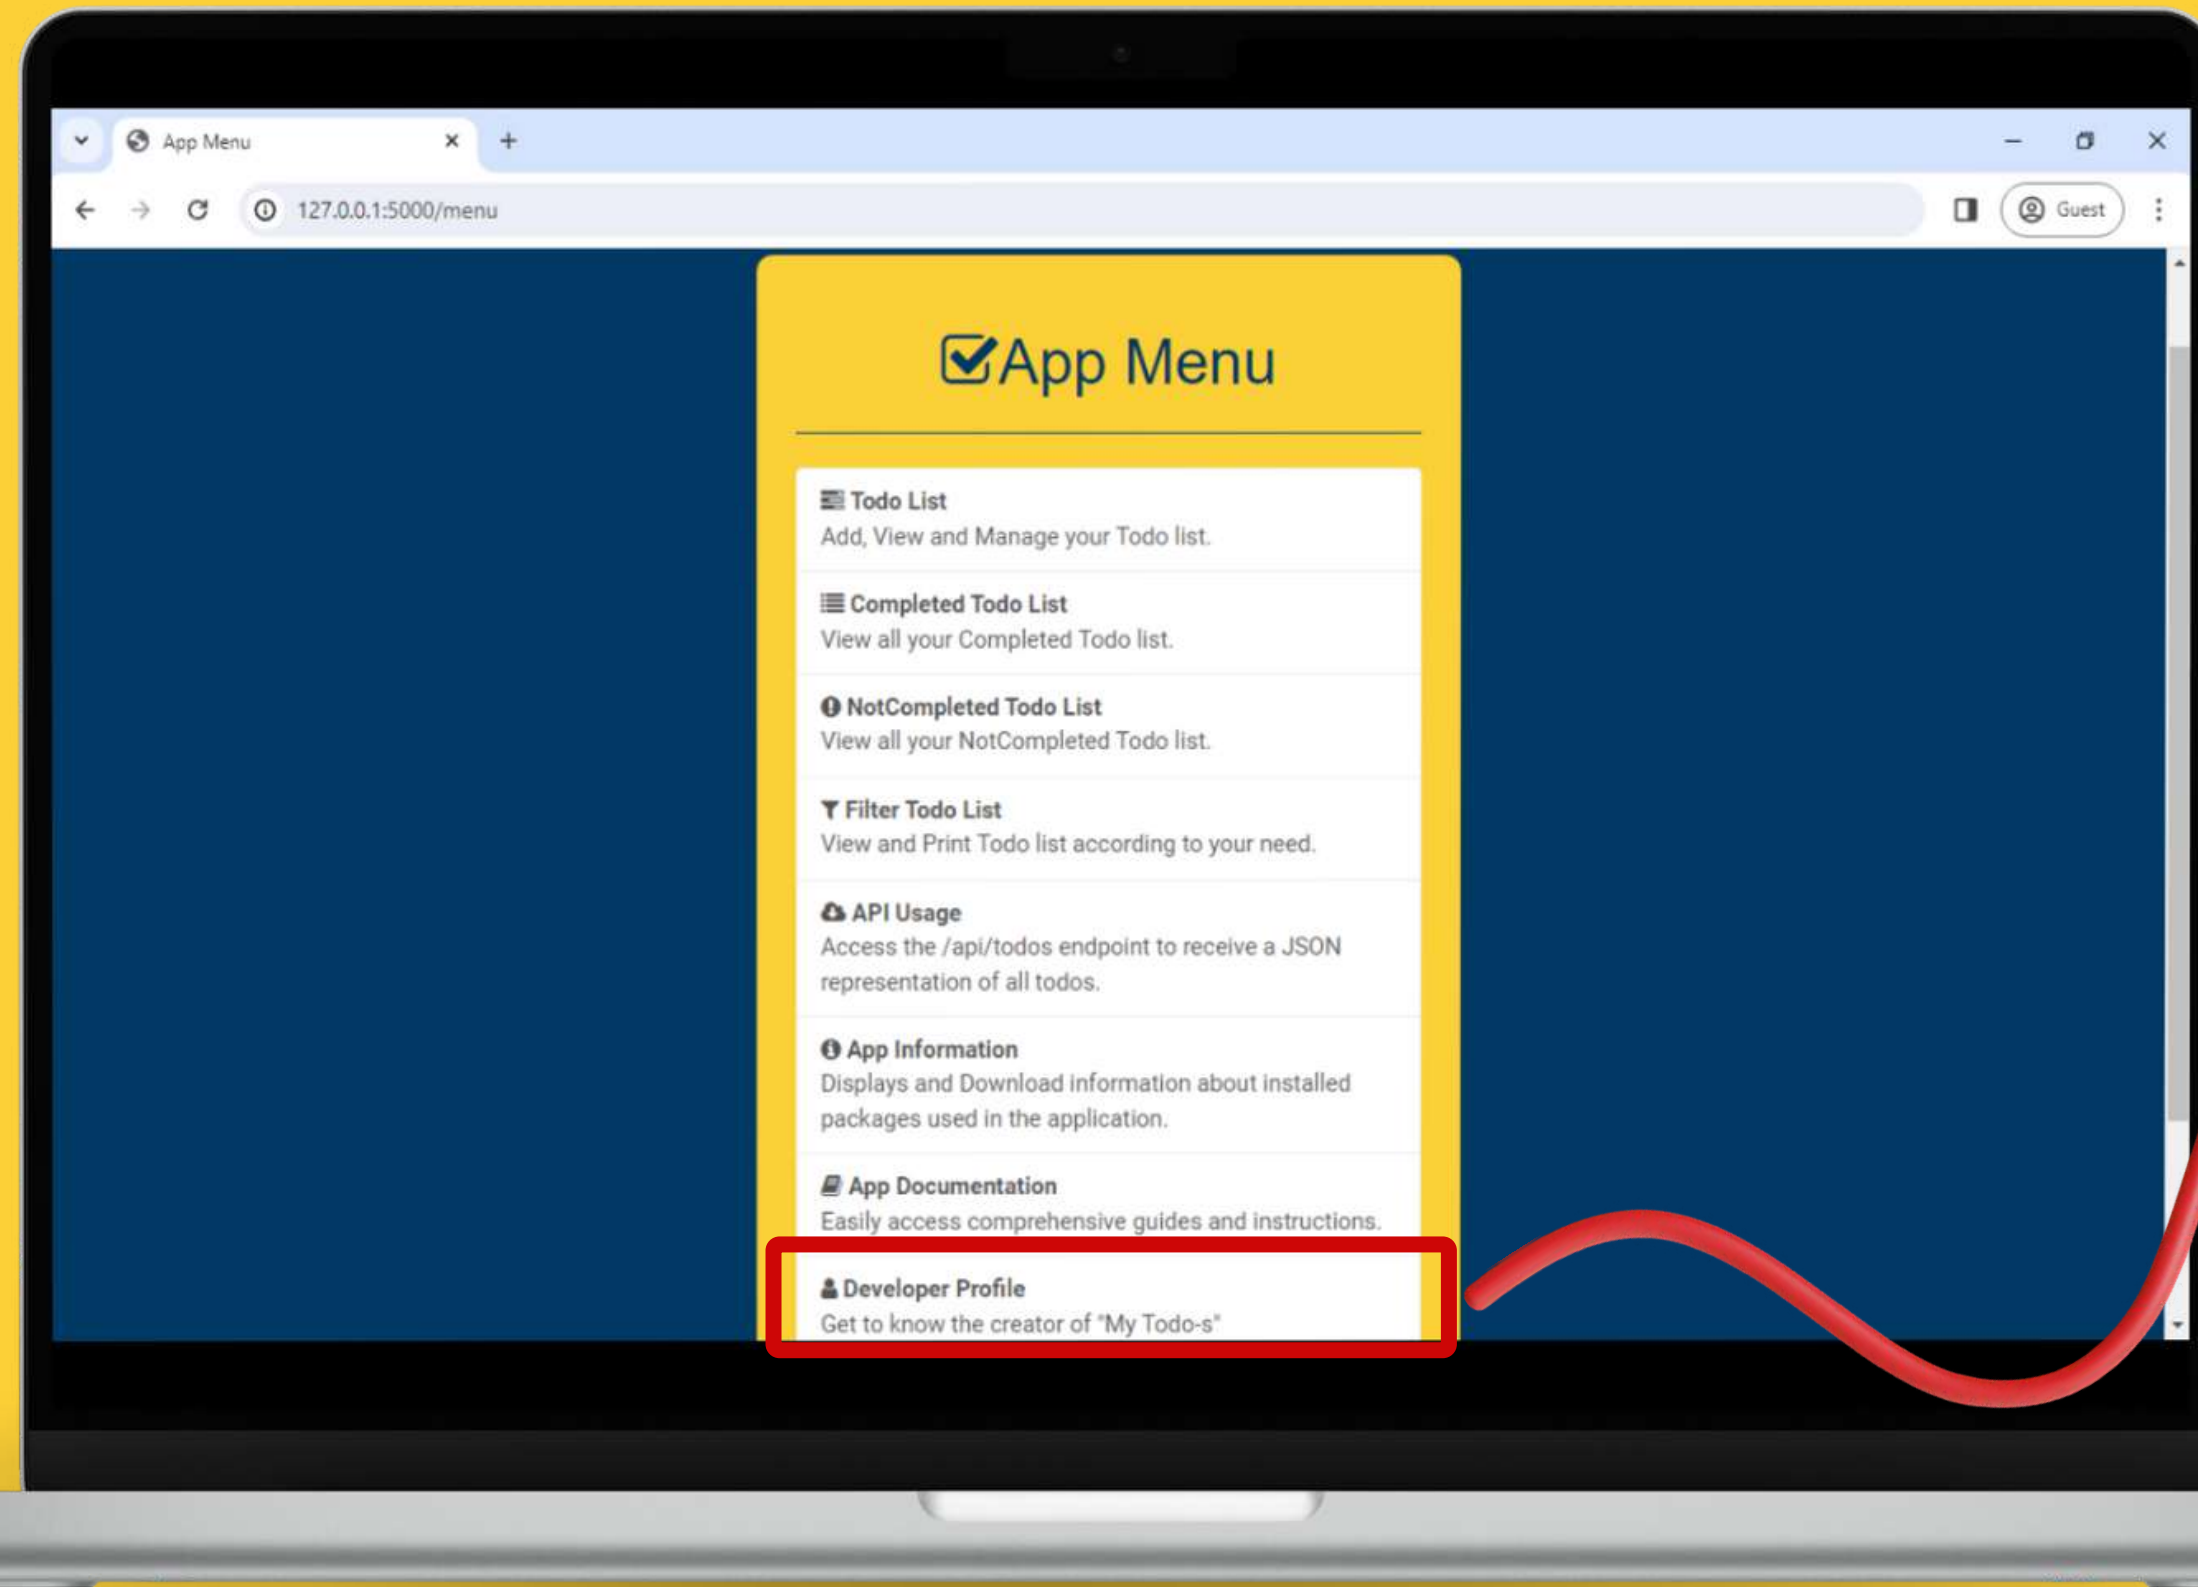 App Menu
127.0.0.1:5000/menu
Guest
App Menu
Todo List
Add, View and Manage your Todo list.
Completed Todo List
View all your Completed Todo list.
NotCompleted Todo List
View all your NotCompleted Todo list.
Filter Todo List
View and Print Todo list according to your need.
API Usage
Access the /api/todos endpoint to receive a JSON
representation of all todos.
App Information
Displays and Download information about installed
packages used in the application.
App Documentation
Easily access comprehensive guides and instructions.
Developer Profile
Get to know the creator of "My Todo-s"